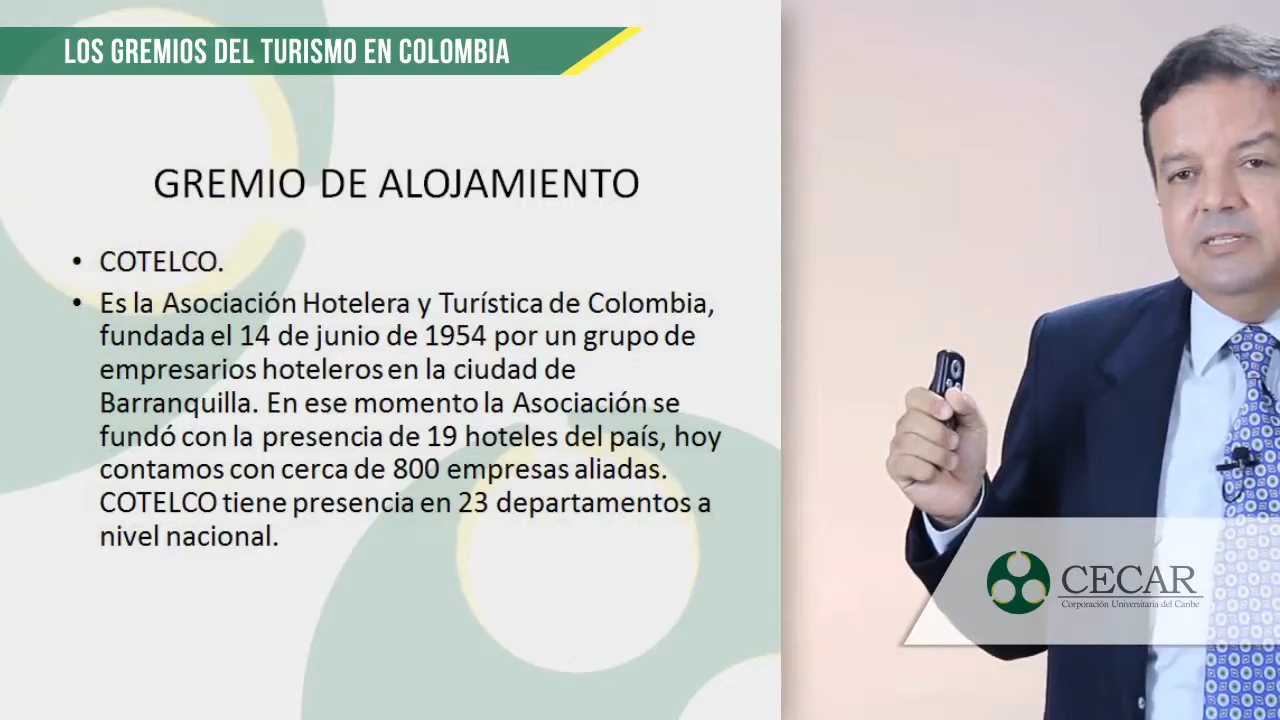 LOS GREMIOS DEL TURISMO EN COLOMBIA
GREMIO DE ALOJAMIENTO
• COTELCO.
• Es la Asociación Hotelera y Turística de Colombia,
fundada el 14 de junio de 1954 por un grupo de
empresarios hoteleros en la ciudad de
Barranquilla. En ese momento la Asociación se
fundó con la presencia de 19 hoteles del país, hoy
contamos con cerca de 800 empresas aliadas.
COTELCO tiene presencia en 23 departamentos a
nivel nacional.
CECAR
Corporación Universitaria del Caribe